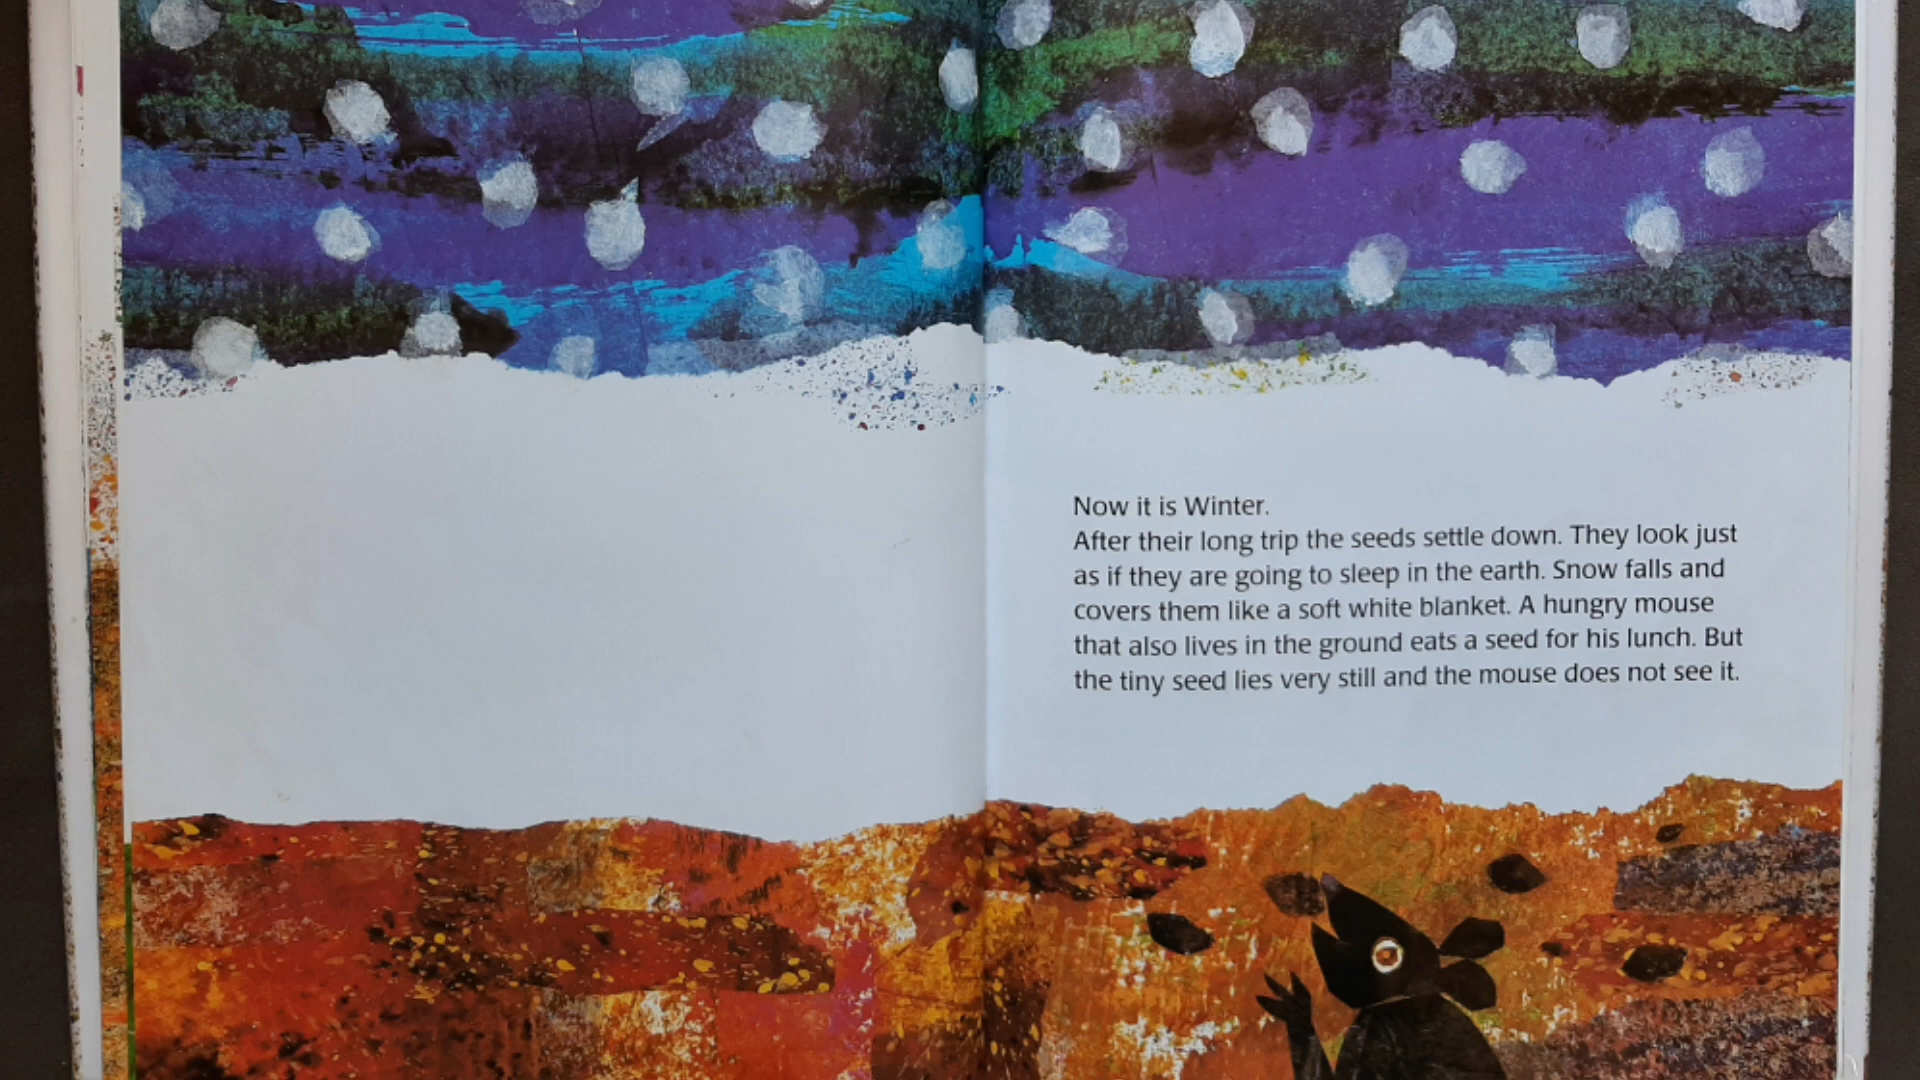 Now it is Winter.
After their long trip the seeds settle down. They look just
as if they are going to sleep in the earth. Snow falls and
covers them like a soft white blanket. A hungry mouse
that also lives in the ground eats a seed for his lunch. But
the tiny seed lies very still and the mouse does not see it.